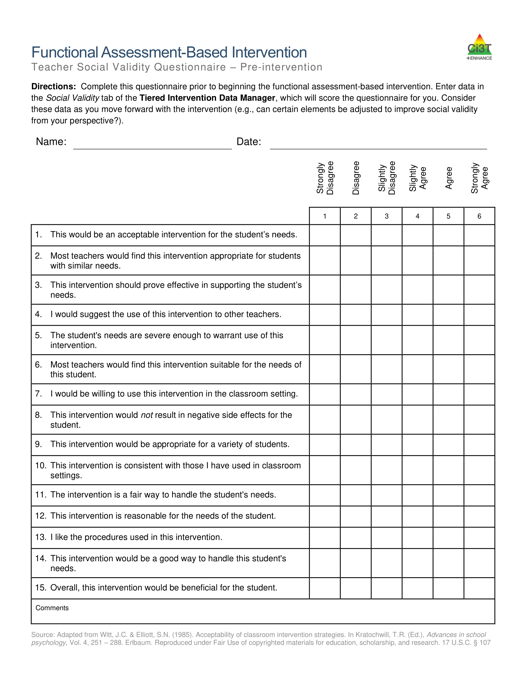 Functional Assessment-Based Intervention
Teacher Social Validity Questionnaire – Pre-intervention
Ci3T
ENHANCE
Directions: Complete this questionnaire prior to beginning the functional assessment-based intervention. Enter data in
the Social Validity tab of the Tiered Intervention Data Manager, which will score the questionnaire for you. Consider
these data as you move forward with the intervention (e.g., can certain elements be adjusted to improve social validity
from your perspective?).
Name: Date:
Strongly Disagree
Disagree
Slightly Disagree
Slightly Agree
Agree
Strongly Agree
1 2 3 4 5 6
1. This would be an acceptable intervention for the student's needs.
2. Most teachers would find this intervention appropriate for students
with similar needs.
3. This intervention should prove effective in supporting the student's
needs.
4. I would suggest the use of this intervention to other teachers.
5. The student's needs are severe enough to warrant use of this
intervention.
6. Most teachers would find this intervention suitable for the needs of
this student.
7. I would be willing to use this intervention in the classroom setting.
8. This intervention would not result in negative side effects for the
student.
9. This intervention would be appropriate for a variety of students.
10. This intervention is consistent with those I have used in classroom
settings.
11. The intervention is a fair way to handle the student's needs.
12. This intervention is reasonable for the needs of the student.
13. I like the procedures used in this intervention.
14. This intervention would be a good way to handle this student's
needs.
15. Overall, this intervention would be beneficial for the student.
Comments
Source: Adapted from Witt, J.C. & Elliott, S.N. (1985). Acceptability of classroom intervention strategies. In Kratochwill, T.R. (Ed.), Advances in school
psychology, Vol. 4, 251 – 288. Erlbaum. Reproduced under Fair Use of copyrighted materials for education, scholarship, and research. 17 U.S.C. § 107